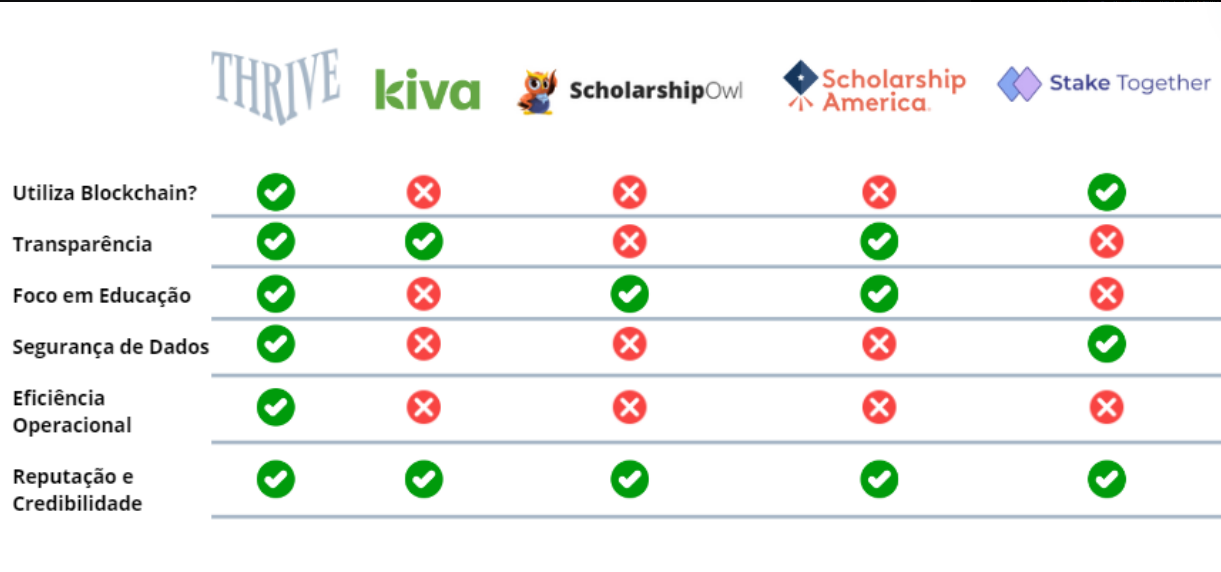 THRIVE
kiva
ScholarshipOwl
Scholarship
America.
Stake Together
Utiliza Blockchain?
Transparência
Foco em Educação
Segurança de Dados
Eficiência
Operacional
Reputação e
Credibilidade